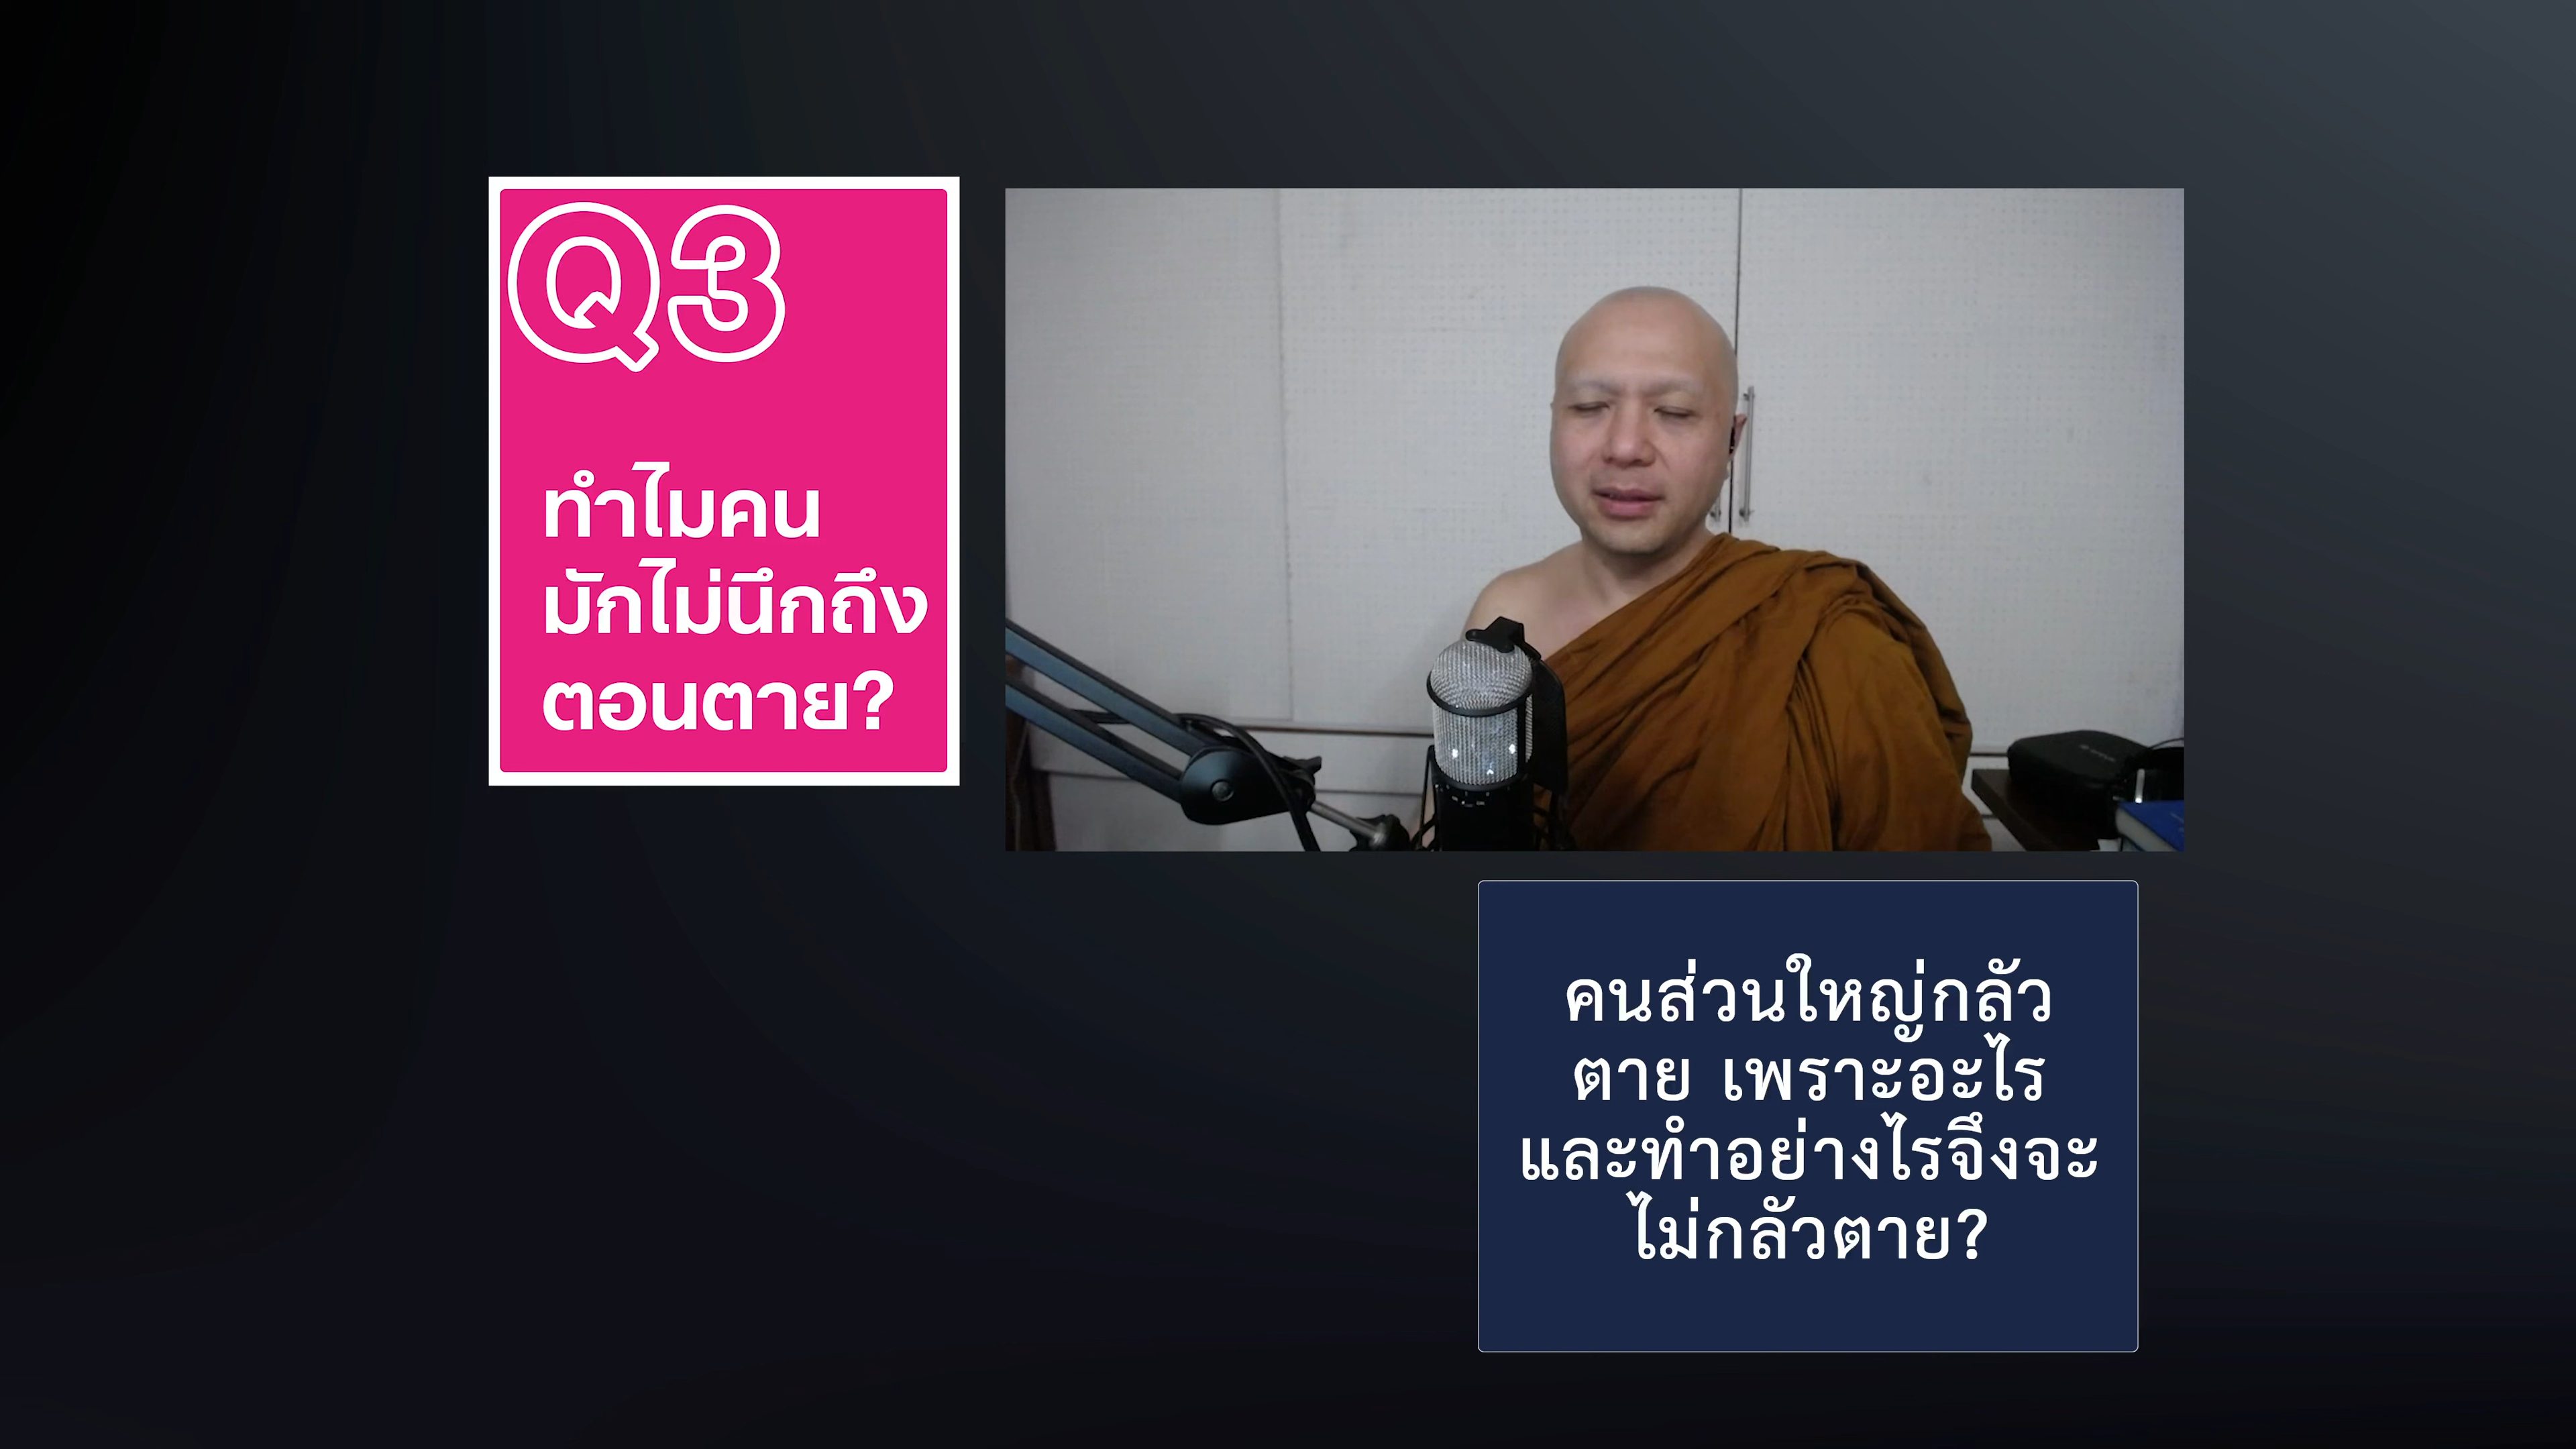 Q3
ทำไมคน
มักไม่นึกถึง
ตอนตาย?
คนส่วนใหญ่กลัว
ตาย เพราะอะไร
และทำอย่างไรจึงจะ
ไม่กลัวตาย?